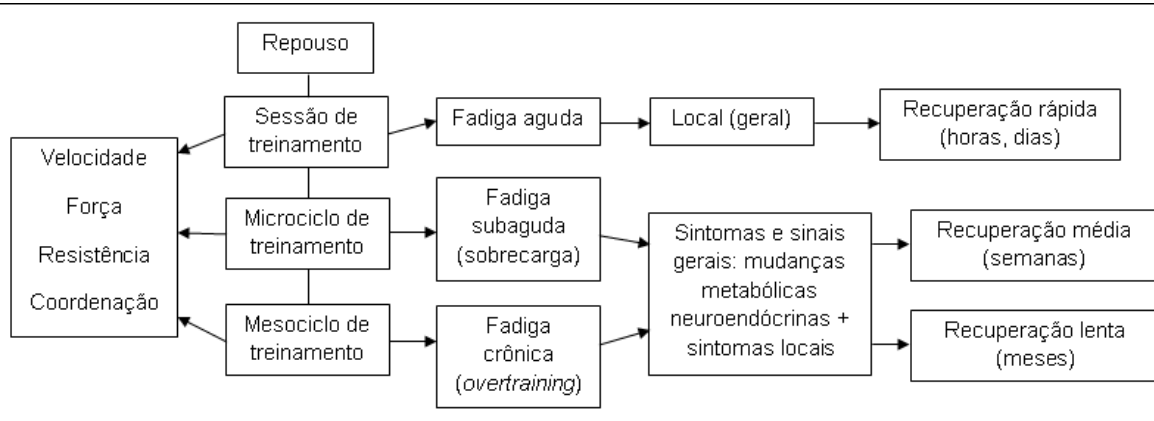 Repouso
Sessão de
treinamento
Fadiga aguda
Local (geral)
Recuperação rápida
(horas, dias)
Velocidade
Força
Resistência
Coordenação
Microciclo de
treinamento
Fadiga
subaguda
(sobrecarga)
Sintomas e sinais
gerais: mudanças
metabólicas
neuroendócrinas +
sintomas locais
Recuperação média
(semanas)
Mesociclo de
treinamento
Fadiga
crônica
(overtraining)
Recuperação lenta
(meses)